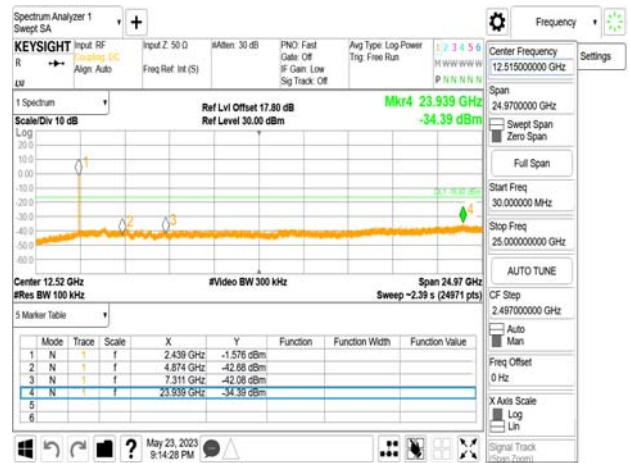 Spectrum Analyzer 1
Swept SA
Frequency
KEYSIGHT Input: RF Input Z: 50 Ω #Atten: 30 dB PNO: Fast Avg Type: Log-Power 1 2 3 4 5 6
R Coupling: DC Gate: Off Trig: Free Run M W W W W W
Align: Auto Freq Ref: Int (S) IF Gain: Low
Sig Track: Off P N N N N N
1 Spectrum Ref Lvl Offset 17.80 dB Mkr4 23.939 GHz
Scale/Div 10 dB Ref Level 30.00 dBm -34.39 dBm
Log
20.0
10.0
0.00
-10.0
-20.0
-30.0
-40.0
-50.0
-60.0
1
2
3
4
Center 12.52 GHz #Video BW 300 kHz Span 24.97 GHz
#Res BW 100 kHz Sweep ~2.39 s (24971 pts)
5 Marker Table
Mode Trace Scale X Y Function Function Width Function Value
1 N 1 f 2.439 GHz -1.576 dBm
2 N 1 f 4.874 GHz -42.68 dBm
3 N 1 f 7.311 GHz -42.08 dBm
4 N 1 f 23.939 GHz -34.39 dBm
5
6
May 23, 2023
9:14:28 PM
Center Frequency
12.515000000 GHz
Settings
Span
24.9700000 GHz
Swept Span
Zero Span
Full Span
Start Freq
30.000000 MHz
Stop Freq
25.000000000 GHz
AUTO TUNE
CF Step
2.497000000 GHz
Auto
Man
Freq Offset
0 Hz
X Axis Scale
Log
Lin
Signal Track
(Span Zoom)